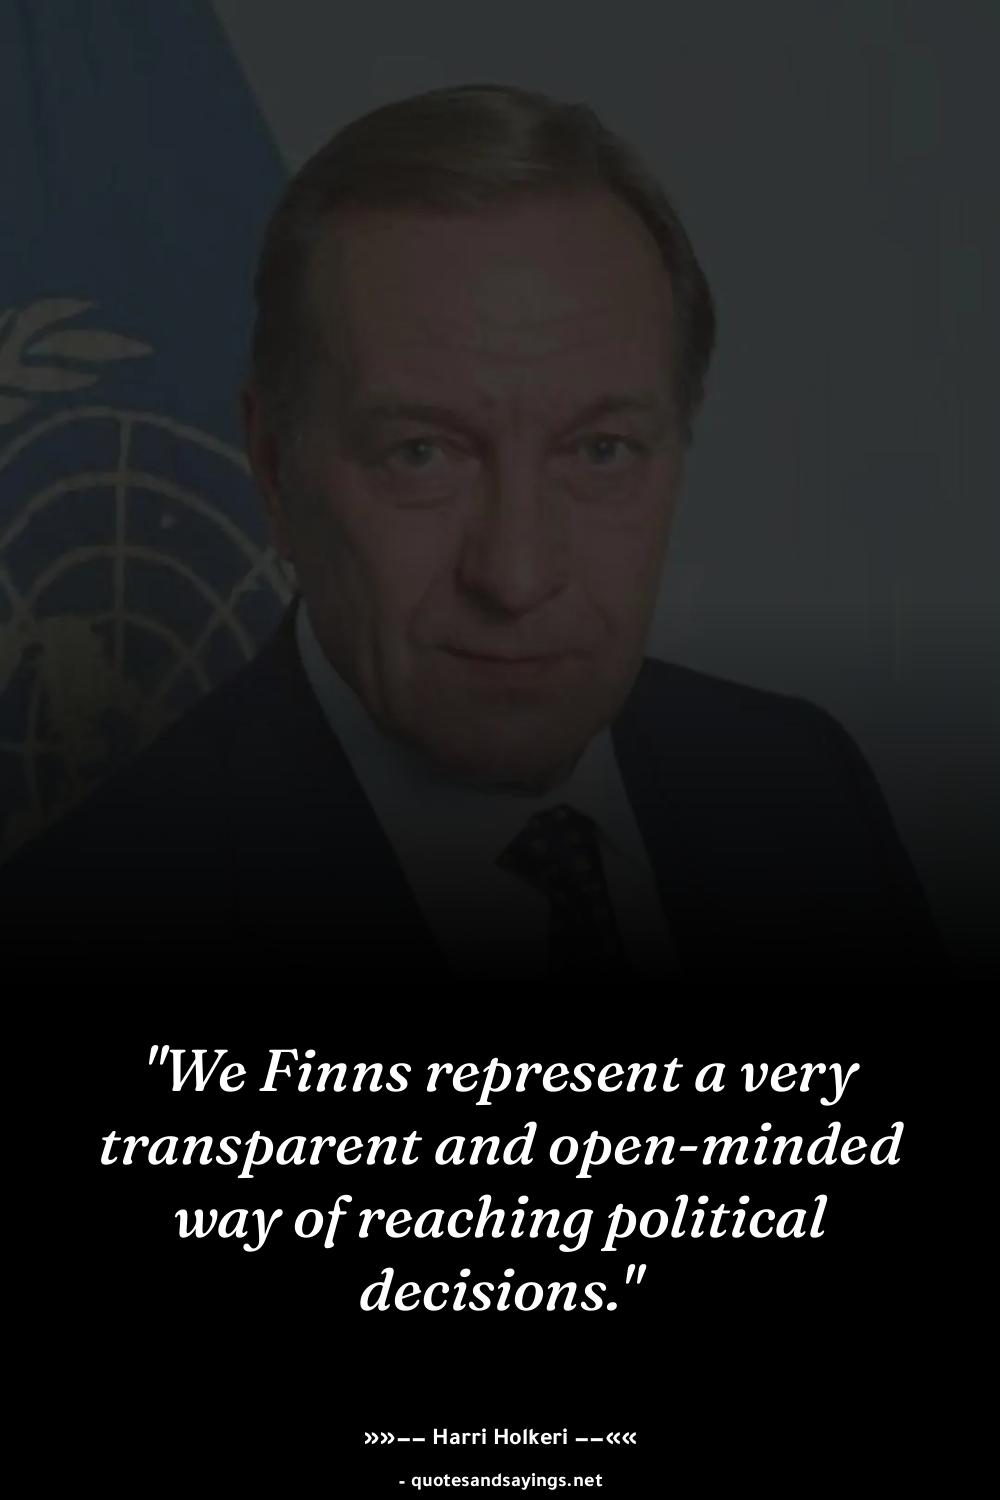 "We Finns represent a very
transparent and open-minded
way of reaching political
decisions."
»»−− Harri Holkeri −−««
- quotesandsayings.net